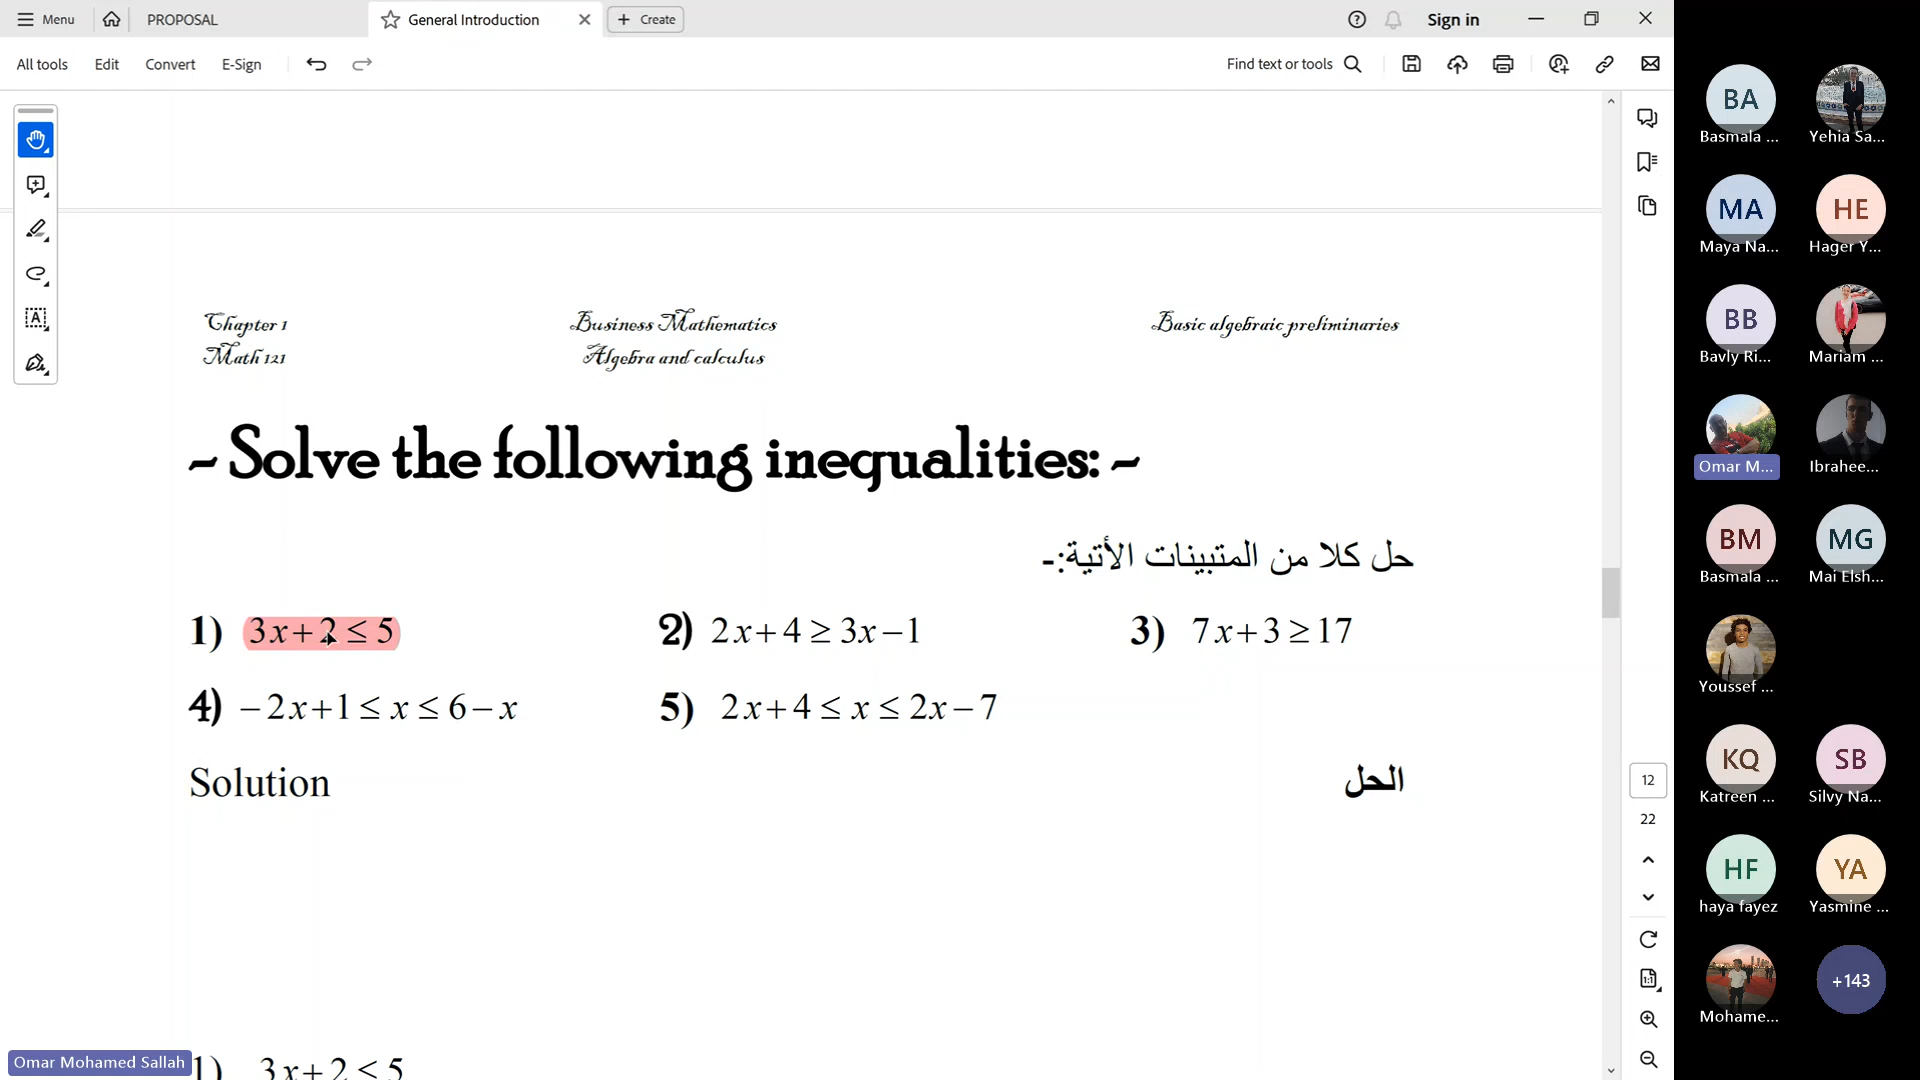 Menu PROPOSAL General Introduction Create Sign in
All tools Edit Convert E-Sign Find text or tools
Chapter 1 Business Mathematics Basic algebraic preliminaries
Math 121 Algebra and calculus
~ Solve the following inequalities: ~
حل كلا من المتبينات الأتية:-
1) 3x+2≤5 2) 2x+4≥3x−1 3) 7x+3≥17
4) −2x+1≤x≤6−x 5) 2x+4≤x≤2x−7
Solution الحل
1) 3x+2≤5
12
22
Omar Mohamed Sallah
BA
Basmala ... Yehia Sa...
MA HE
Maya Na... Hager Y...
BB
Bavly Ri... Mariam ...
Omar M... Ibrahee...
BM MG
Basmala ... Mai Elsh...
Youssef ...
KQ SB
Katreen ... Silvy Na...
HF YA
haya fayez Yasmine ...
+143
Mohame...